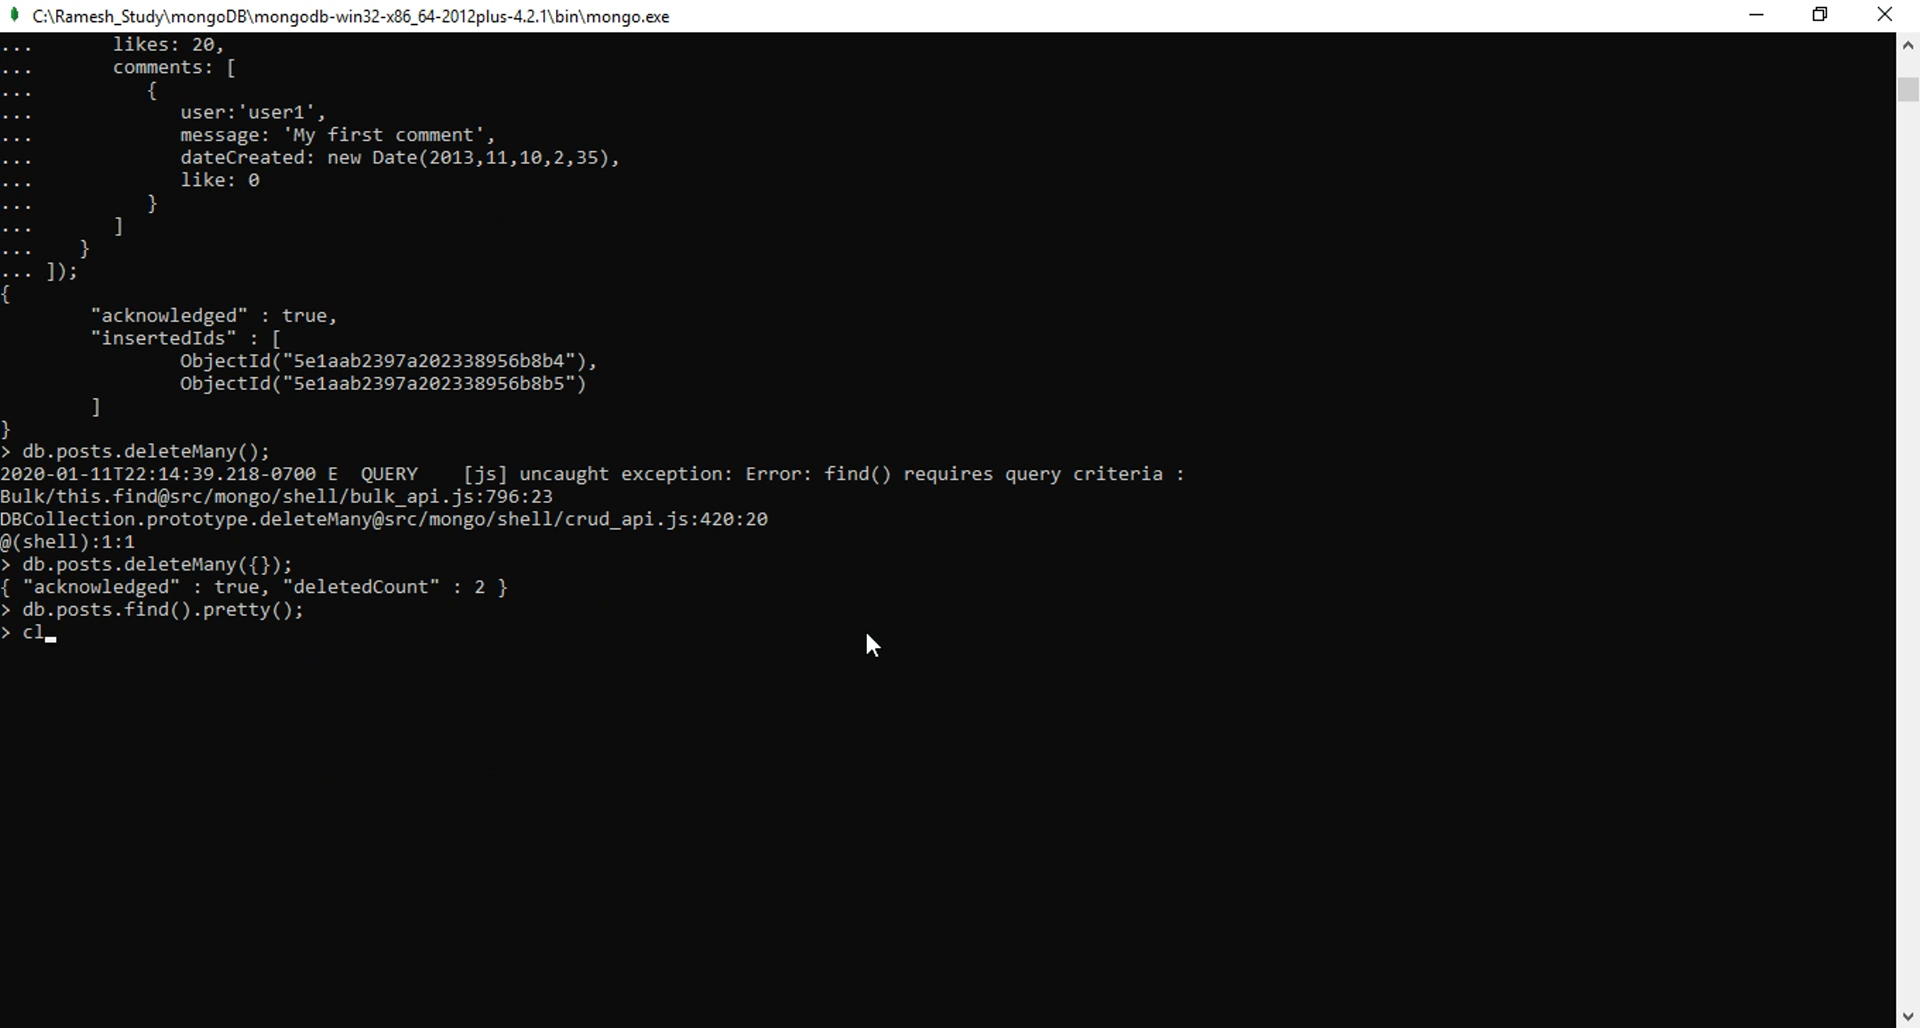 C:\Ramesh_Study\mongoDB\mongodb-win32-x86_64-2012plus-4.2.1\bin\mongo.exe
...       likes: 20,
...       comments: [
...          {
...             user:'user1',
...             message: 'My first comment',
...             dateCreated: new Date(2013,11,10,2,35),
...             like: 0
...          }
...       ]
...    }
... ]);
{
        "acknowledged" : true,
        "insertedIds" : [
                ObjectId("5e1aab2397a202338956b8b4"),
                ObjectId("5e1aab2397a202338956b8b5")
        ]
}
> db.posts.deleteMany();
2020-01-11T22:14:39.218-0700 E  QUERY    [js] uncaught exception: Error: find() requires query criteria :
Bulk/this.find@src/mongo/shell/bulk_api.js:796:23
DBCollection.prototype.deleteMany@src/mongo/shell/crud_api.js:420:20
@(shell):1:1
> db.posts.deleteMany({});
{ "acknowledged" : true, "deletedCount" : 2 }
> db.posts.find().pretty();
> cl